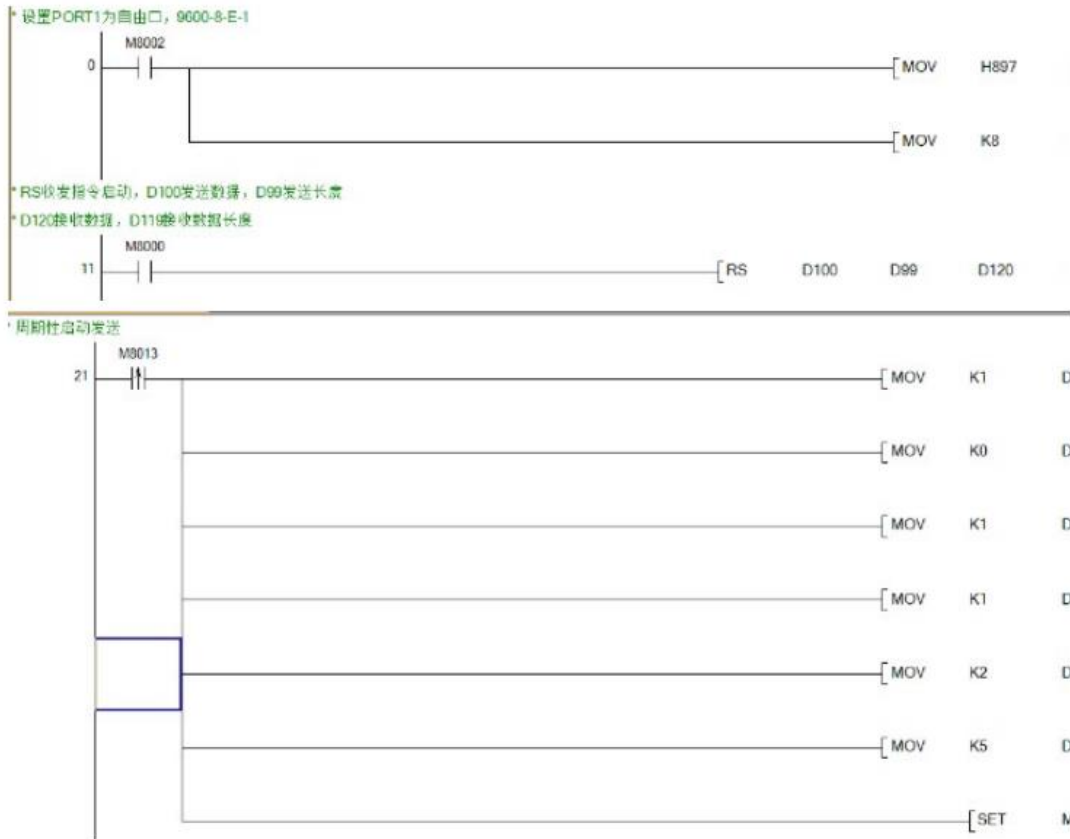 * 设置PORT1为自由口，9600-8-E-1
M8002
0 MOV H897
MOV K8
* RS收发指令启动，D100发送数据，D99发送长度
* D120接收数据，D119接收数据长度
M8000
11 RS D100 D99 D120
* 周期性启动发送
M8013
21 MOV K1 D
MOV K0 D
MOV K1 D
MOV K1 D
MOV K2 D
MOV K5 D
SET M